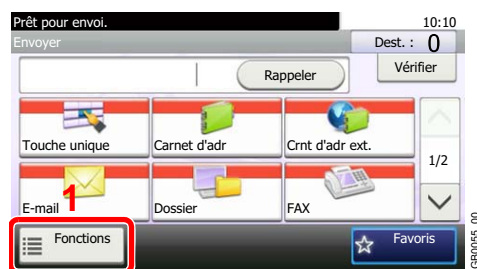 Prêt pour envoi. 10:10
Envoyer Dest. : 0
Rappeler Vérifier
Touche unique Carnet d'adr Crnt d'adr ext.
1/2
1
E-mail Dossier FAX
Fonctions Favoris
GB0055_00